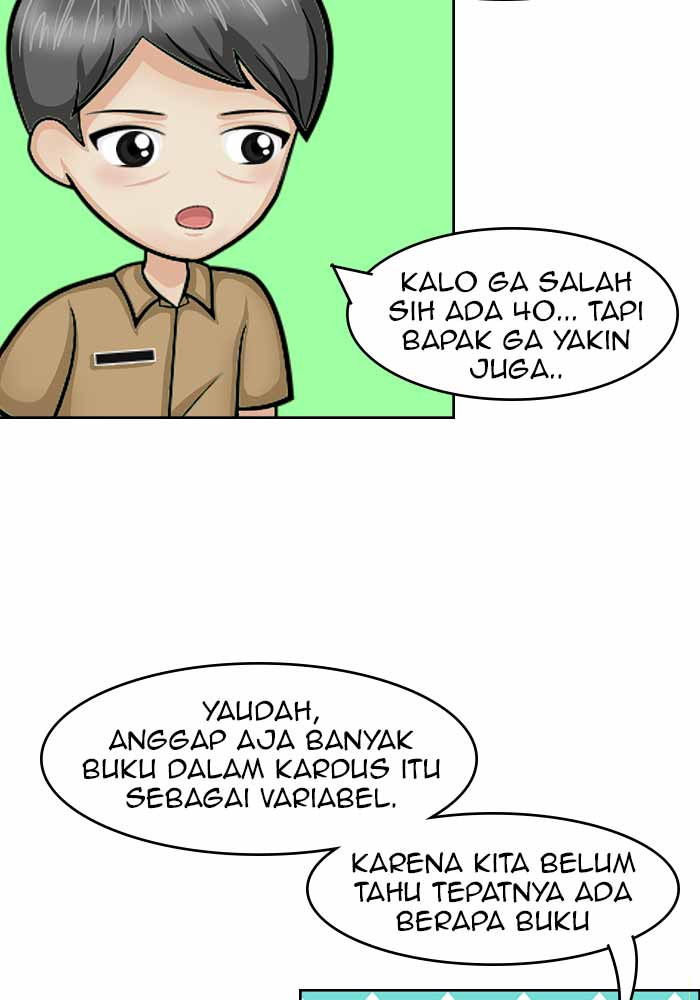 KALO GA SALAH
SIH ADA 40... TAPI
BAPAK GA YAKIN
JUGA..
YAUDAH,
ANGGAP AJA BANYAK
BUKU DALAM KARDUS ITU
SEBAGAI VARIABEL.
KARENA KITA BELUM
TAHU TEPATNYA ADA
BERAPA BUKU